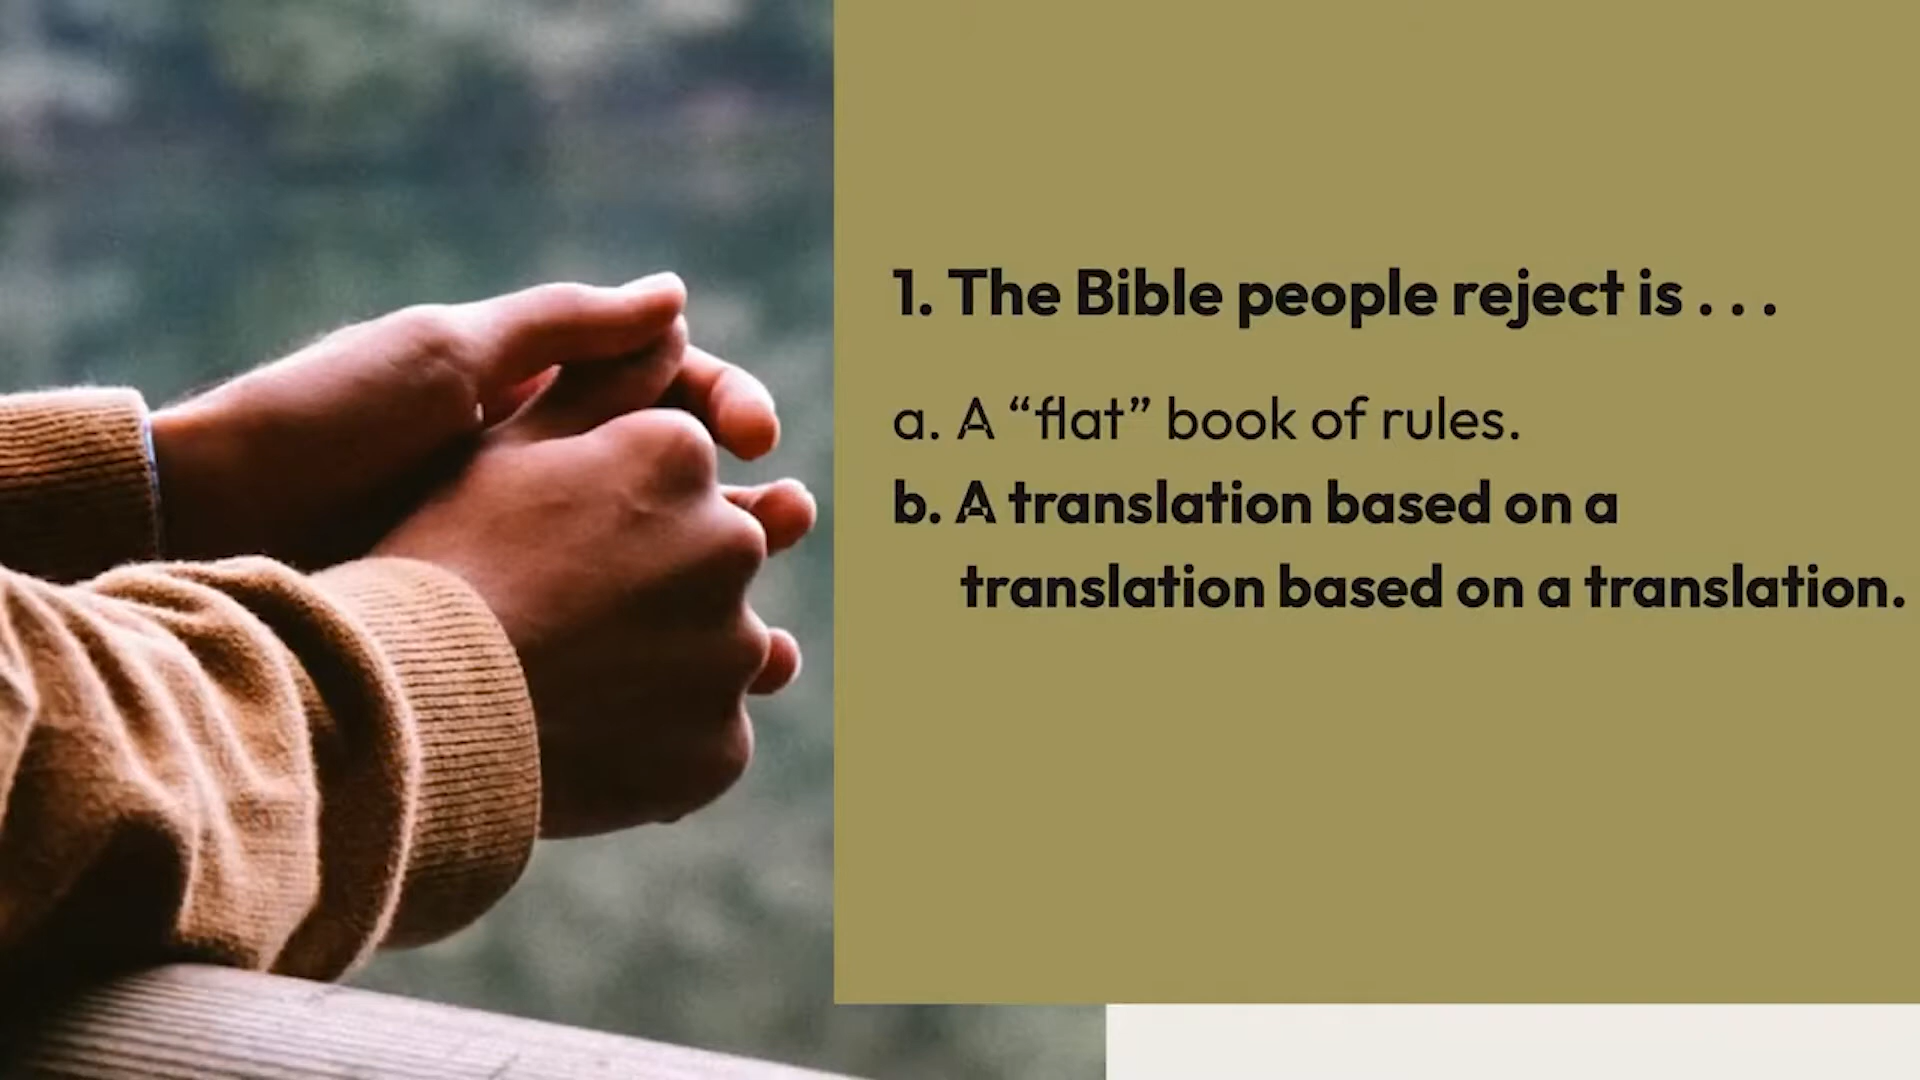 1. The Bible people reject is . . .
a. A “flat” book of rules.
b. A translation based on a
translation based on a translation.